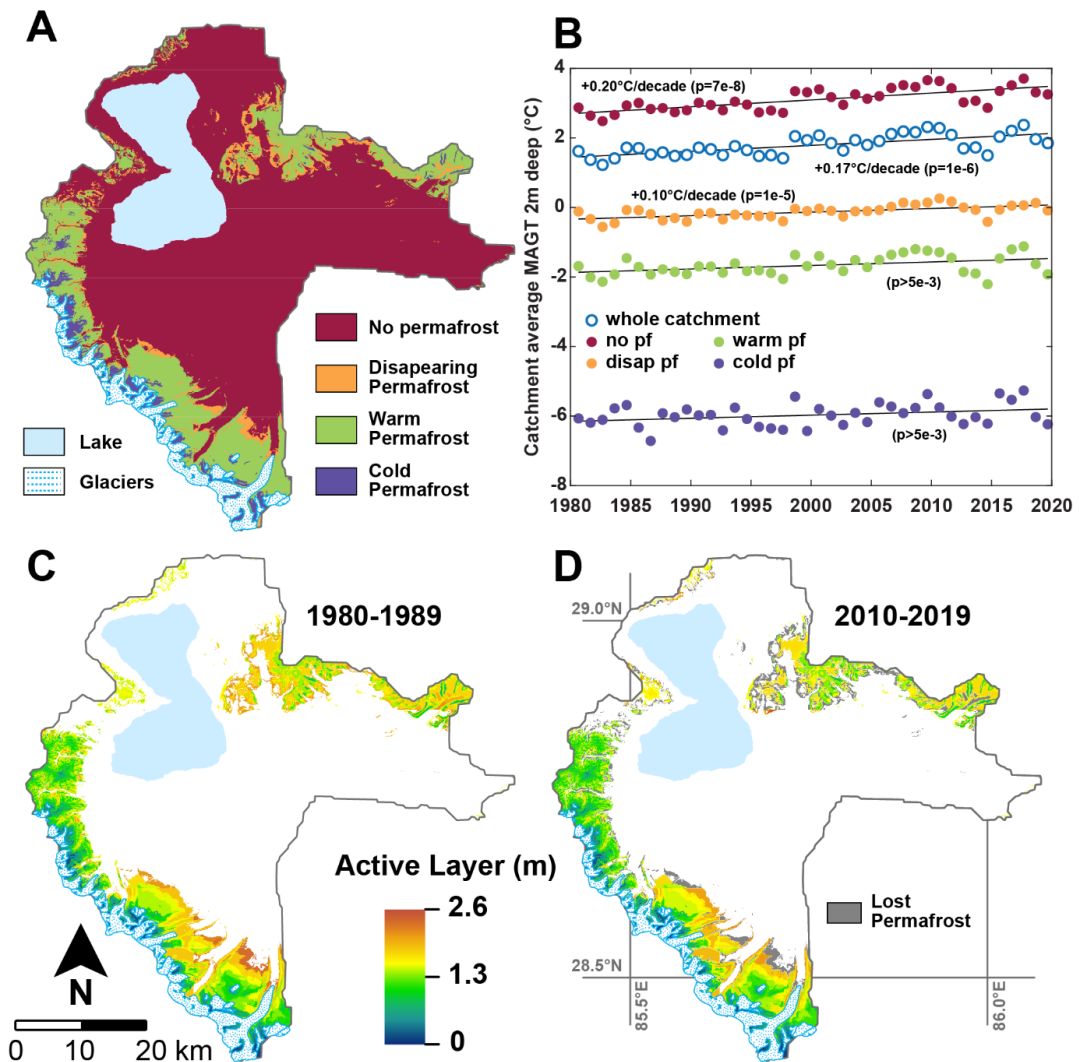 A
No permafrost
Disapearing
Permafrost
Warm
Permafrost
Cold
Permafrost
Lake
Glaciers
B
Catchment average MAGT 2m deep (°C)
4
2
0
-2
-4
-6
-8
+0.20°C/decade (p=7e-8)
+0.17°C/decade (p=1e-6)
+0.10°C/decade (p=1e-5)
(p>5e-3)
whole catchment
no pf
warm pf
disap pf
cold pf
(p>5e-3)
1980 1985 1990 1995 2000 2005 2010 2015 2020
C
1980-1989
Active Layer (m)
2.6
1.3
0
N
0 10 20 km
D
2010-2019
29.0°N
Lost
Permafrost
28.5°N
85.5°E
86.0°E